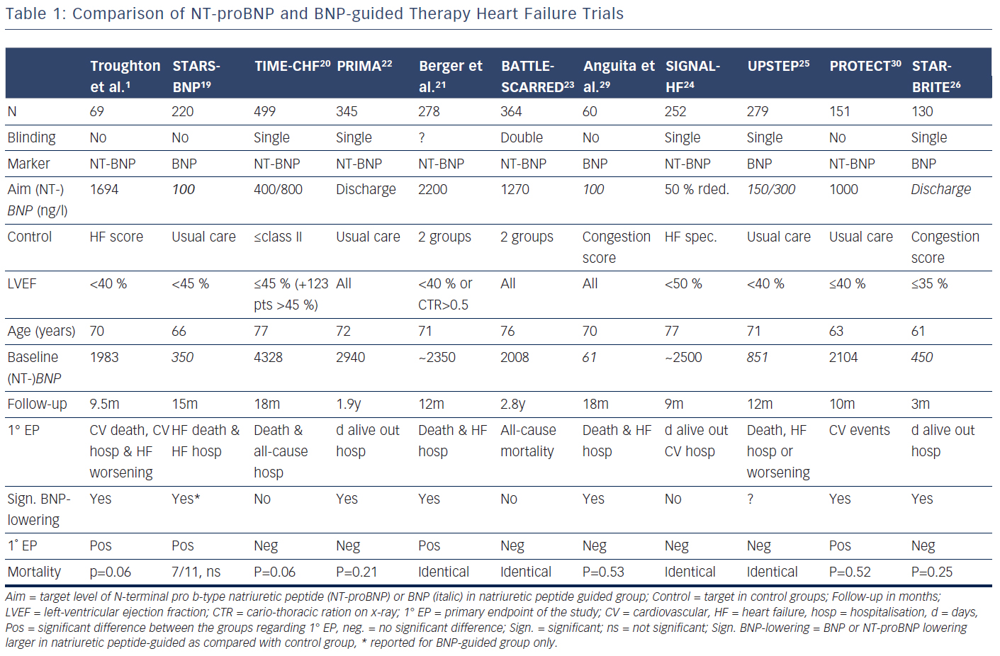 Table 1: Comparison of NT-proBNP and BNP-guided Therapy Heart Failure Trials
Troughton STARS- TIME-CHF20 PRIMA22 Berger et BATTLE- Anguita et SIGNAL- UPSTEP25 PROTECT30 STAR-
et al.1 BNP19 al.21 SCARRED23 al.29 HF24 BRITE26
N 69 220 499 345 278 364 60 252 279 151 130
Blinding No No Single Single ? Double No Single Single No Single
Marker NT-BNP BNP NT-BNP NT-BNP NT-BNP NT-BNP BNP NT-BNP BNP NT-BNP BNP
Aim (NT-) 1694 100 400/800 Discharge 2200 1270 100 50 % rded. 150/300 1000 Discharge
BNP (ng/l)
Control HF score Usual care ≤class II Usual care 2 groups 2 groups Congestion HF spec. Usual care Usual care Congestion
score score
LVEF <40 % <45 % ≤45 % (+123 All <40 % or All All <50 % <40 % ≤40 % ≤35 %
pts >45 %) CTR>0.5
Age (years) 70 66 77 72 71 76 70 77 71 63 61
Baseline 1983 350 4328 2940 ~2350 2008 61 ~2500 851 2104 450
(NT-)BNP
Follow-up 9.5m 15m 18m 1.9y 12m 2.8y 18m 9m 12m 10m 3m
1° EP CV death, CV HF death & Death & d alive out Death & HF All-cause Death & HF d alive out Death, HF CV events d alive out
hosp & HF HF hosp all-cause hosp hosp mortality hosp CV hosp hosp or hosp
worsening hosp worsening
Sign. BNP- Yes Yes* No Yes Yes No Yes No ? Yes Yes
lowering
1° EP Pos Pos Neg Neg Pos Neg Neg Neg Neg Pos Neg
Mortality p=0.06 7/11, ns P=0.06 P=0.21 Identical Identical P=0.53 Identical Identical P=0.52 P=0.25
Aim = target level of N-terminal pro b-type natriuretic peptide (NT-proBNP) or BNP (italic) in natriuretic peptide guided group; Control = target in control groups; Follow-up in months;
LVEF = left-ventricular ejection fraction; CTR = cario-thoracic ration on x-ray; 1° EP = primary endpoint of the study; CV = cardiovascular, HF = heart failure, hosp = hospitalisation, d = days,
Pos = significant difference between the groups regarding 1° EP, neg. = no significant difference; Sign. = significant; ns = not significant; Sign. BNP-lowering = BNP or NT-proBNP lowering
larger in natriuretic peptide-guided as compared with control group, * reported for BNP-guided group only.